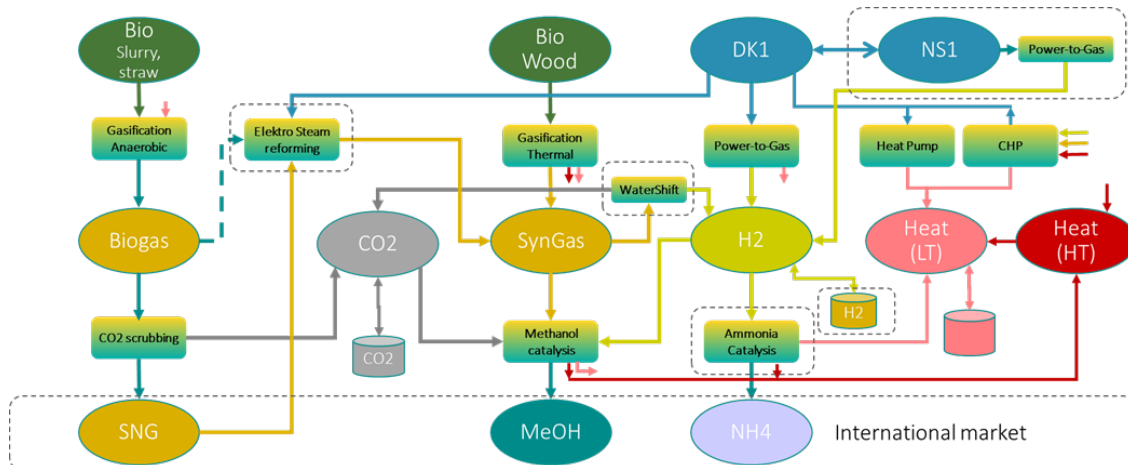 Bio
Slurry,
straw
Bio
Wood
DK1
NS1
Power-to-Gas
Gasification
Anaerobic
Elektro Steam
reforming
Gasification
Thermal
Power-to-Gas
Heat Pump
CHP
WaterShift
Biogas
CO2
SynGas
H2
Heat
(LT)
Heat
(HT)
H2
CO2 scrubbing
CO2
Methanol
catalysis
Ammonia
Catalysis
SNG
MeOH
NH4
International market